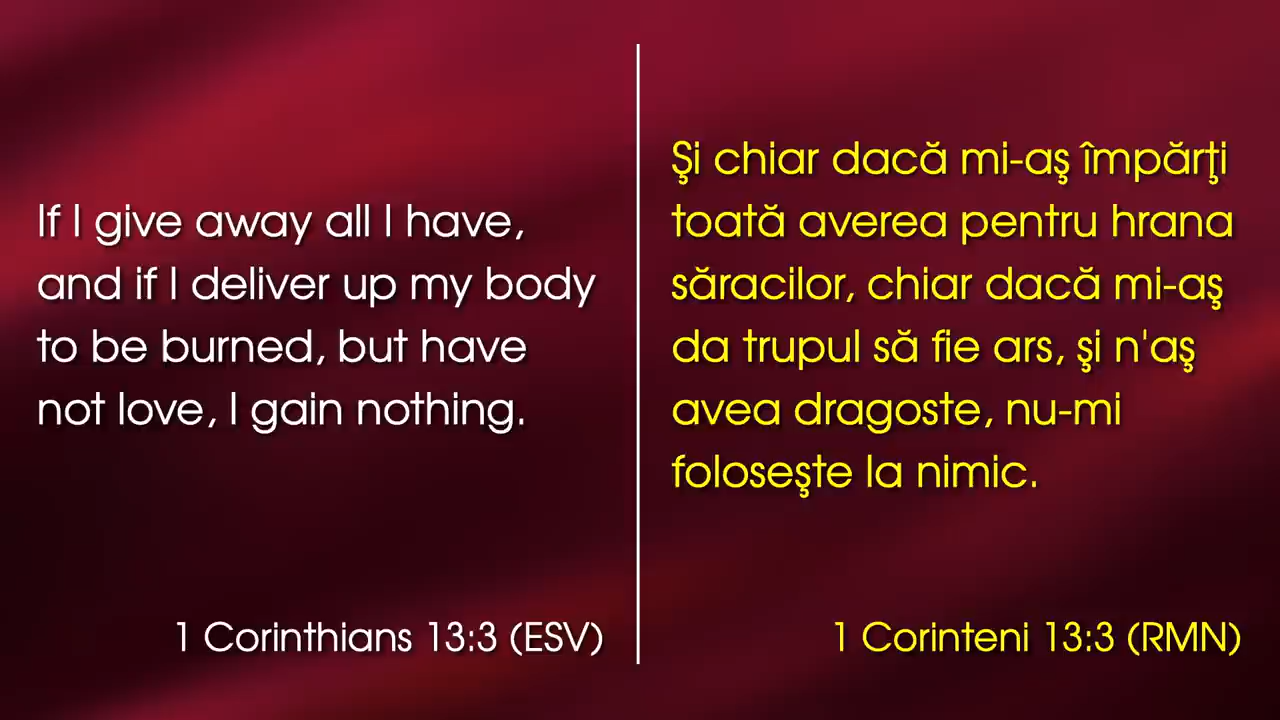 If I give away all I have,
and if I deliver up my body
to be burned, but have
not love, I gain nothing.
1 Corinthians 13:3 (ESV)
Şi chiar dacă mi-aş împărţi
toată averea pentru hrana
săracilor, chiar dacă mi-aş
da trupul să fie ars, şi n'aş
avea dragoste, nu-mi
foloseşte la nimic.
1 Corinteni 13:3 (RMN)